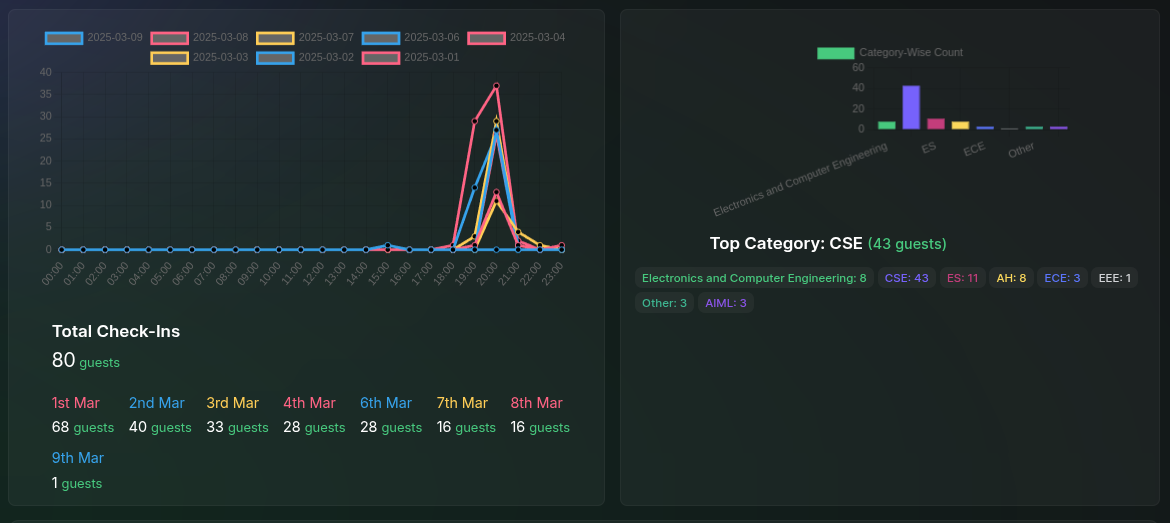 2025-03-09 2025-03-08 2025-03-07 2025-03-06 2025-03-04
2025-03-03 2025-03-02 2025-03-01
40
35
30
25
20
15
10
5
0
00:00 01:00 02:00 03:00 04:00 05:00 06:00 07:00 08:00 09:00 10:00 11:00 12:00 13:00 14:00 15:00 16:00 17:00 18:00 19:00 20:00 21:00 22:00 23:00
Total Check-Ins
80 guests
1st Mar 2nd Mar 3rd Mar 4th Mar 6th Mar 7th Mar 8th Mar
68 guests 40 guests 33 guests 28 guests 28 guests 16 guests 16 guests
9th Mar
1 guests
Category-Wise Count
60
40
20
0
Electronics and Computer Engineering ES ECE Other
Top Category: CSE (43 guests)
Electronics and Computer Engineering: 8 CSE: 43 ES: 11 AH: 8 ECE: 3 EEE: 1
Other: 3 AIML: 3